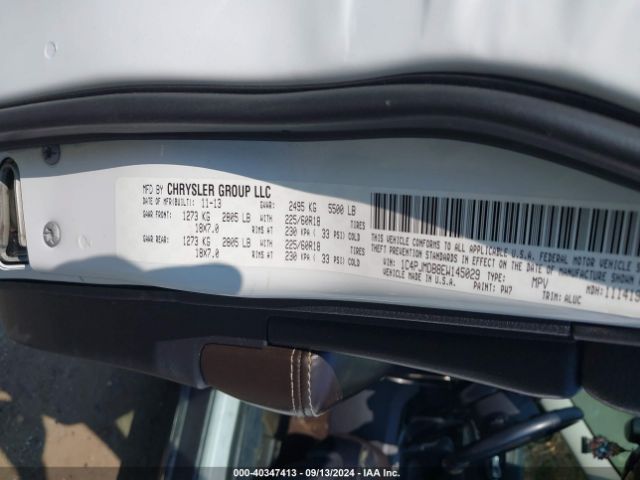 MFD BY CHRYSLER GROUP LLC
DATE OF MFR(BUILT): 11-13 GVWR: 2495 KG 5500 LB
GAWR FRONT: 1273 KG 2805 LB WITH 225/60R18 TIRES
18X7.0 RIMS AT 230 KPA ( 33 PSI) COLD
GAWR REAR: 1273 KG 2805 LB WITH 225/60R18 TIRES
18X7.0 RIMS AT 230 KPA ( 33 PSI) COLD
THIS VEHICLE CONFORMS TO ALL APPLICABLE U.S.A. FEDERAL MOTOR VEHICLE
THEFT PREVENTION STANDARDS IN EFFECT ON THE DATE OF MANUFACTURE
VIN: 1C4PJMDB8EW145029 TYPE: MPV MDH:
VEHICLE MADE IN U.S.A. PAINT: PW7 TRIM: ALUC
000-40347413 - 09/13/2024 - IAA Inc.